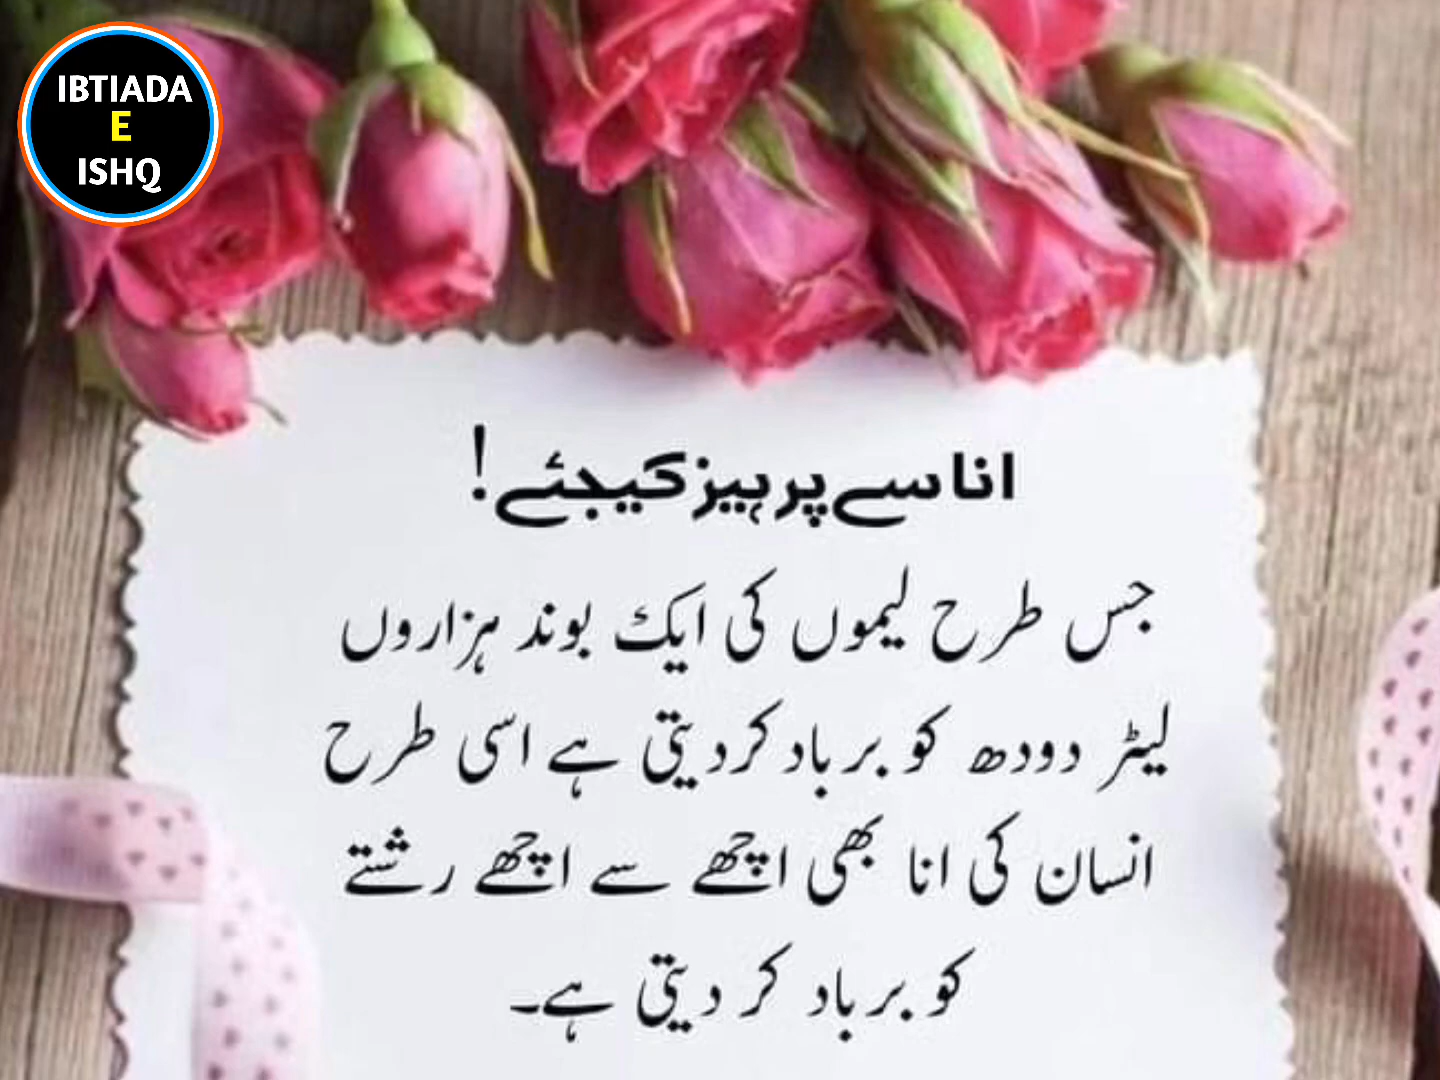 IBTIADA
E
ISHQ
انا سے پرہیز کیجئے!
جس طرح لیموں کی ایک بوند ہزاروں
لیٹر دودھ کو برباد کردیتی ہے اسی طرح
انسان کی انا بھی اچھے سے اچھے رشتے
کو برباد کر دیتی ہے۔